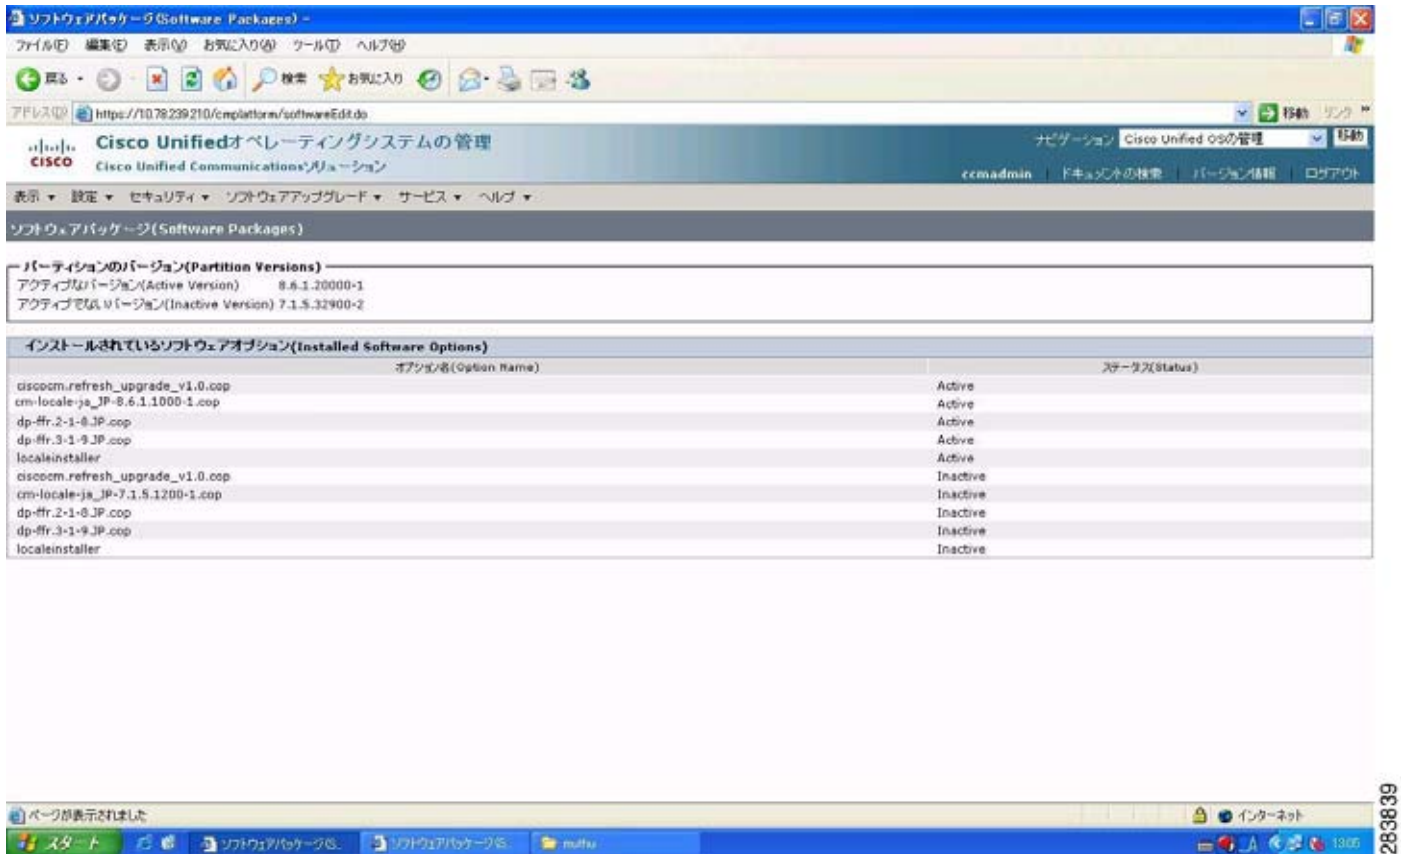 ソフトウェアパッケージ(Software Packages) -
ファイル(F) 編集(E) 表示(V) お気に入り(A) ツール(T) ヘルプ(H)
戻る 検索 お気に入り
アドレス(D) https://10.78.239.210/cmplatform/softwareEdit.do 移動 リンク »
CISCO
Cisco Unifiedオペレーティングシステムの管理
Cisco Unified Communicationsソリューション
ナビゲーション Cisco Unified OSの管理 移動
ccmadmin ドキュメントの検索 バージョン情報 ログアウト
表示 設定 セキュリティ ソフトウェアアップグレード サービス ヘルプ
ソフトウェアパッケージ(Software Packages)
パーティションのバージョン(Partition Versions)
アクティブなバージョン(Active Version) 8.6.1.20000-1
アクティブでないバージョン(Inactive Version) 7.1.5.32900-2
インストールされているソフトウェアオプション(Installed Software Options)
オプション名(Option Name) ステータス(Status)
ciscocm.refresh_upgrade_v1.0.cop Active
cm-locale-ja_JP-8.6.1.1000-1.cop Active
dp-ffr.2-1-8.JP.cop Active
dp-ffr.3-1-9.JP.cop Active
localeinstaller Active
ciscocm.refresh_upgrade_v1.0.cop Inactive
cm-locale-ja_JP-7.1.5.1200-1.cop Inactive
dp-ffr.2-1-8.JP.cop Inactive
dp-ffr.3-1-9.JP.cop Inactive
localeinstaller Inactive
ページが表示されました インターネット
スタート ソフトウェアパッケージ(S... ソフトウェアパッケージ(S... muthu A 13:05
283839